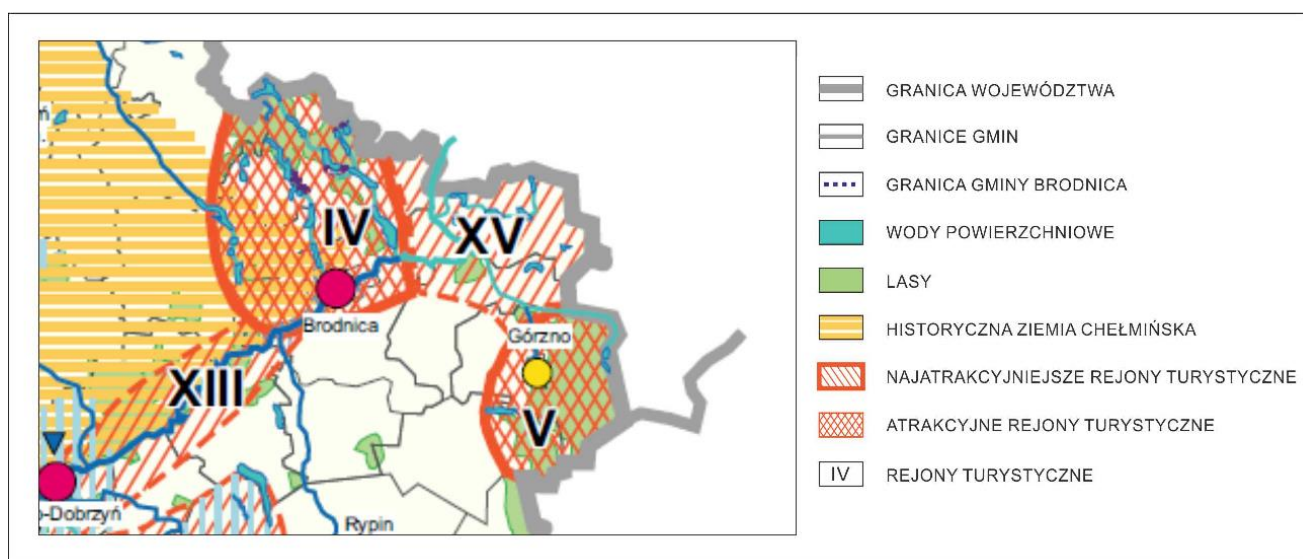 IV
XV
Brodnica
Górzno
XIII
V
o-Dobrzyń
Rypin
GRANICA WOJEWÓDZTWA
GRANICE GMIN
GRANICA GMINY BRODNICA
WODY POWIERZCHNIOWE
LASY
HISTORYCZNA ZIEMIA CHEŁMIŃSKA
NAJATRAKCYJNIEJSZE REJONY TURYSTYCZNE
ATRAKCYJNE REJONY TURYSTYCZNE
IV REJONY TURYSTYCZNE